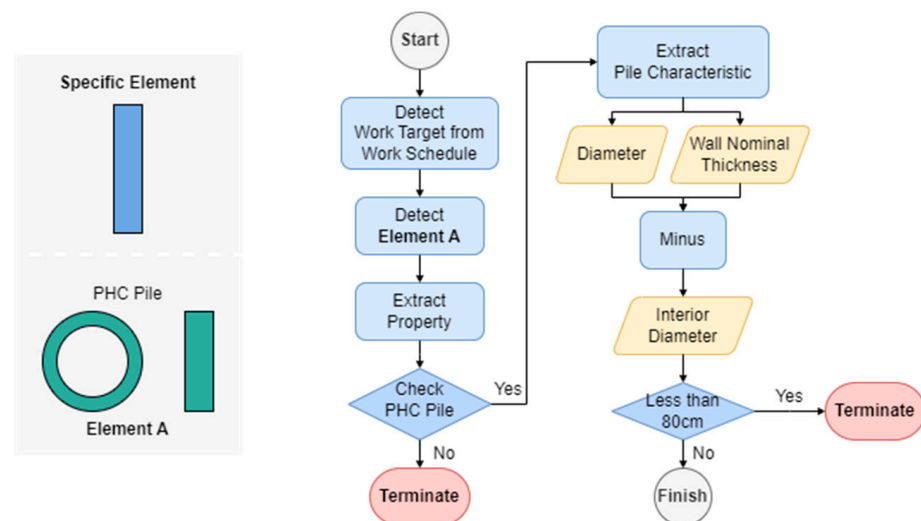 Specific Element
PHC Pile
Element A
Start
Detect
Work Target from
Work Schedule
Detect
Element A
Extract
Property
Check
PHC Pile
Yes
No
Terminate
Extract
Pile Characteristic
Diameter
Wall Nominal
Thickness
Minus
Interior
Diameter
Less than
80cm
Yes
Terminate
No
Finish